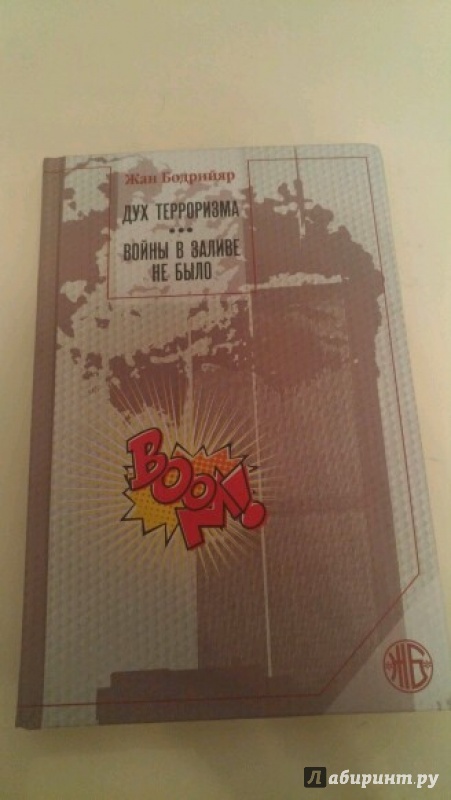 Жан Бодрийяр
ДУХ ТЕРРОРИЗМА
•••
ВОЙНЫ В ЗАЛИВЕ
НЕ БЫЛО
BOOM!
ЖБ
Лабиринт.ру